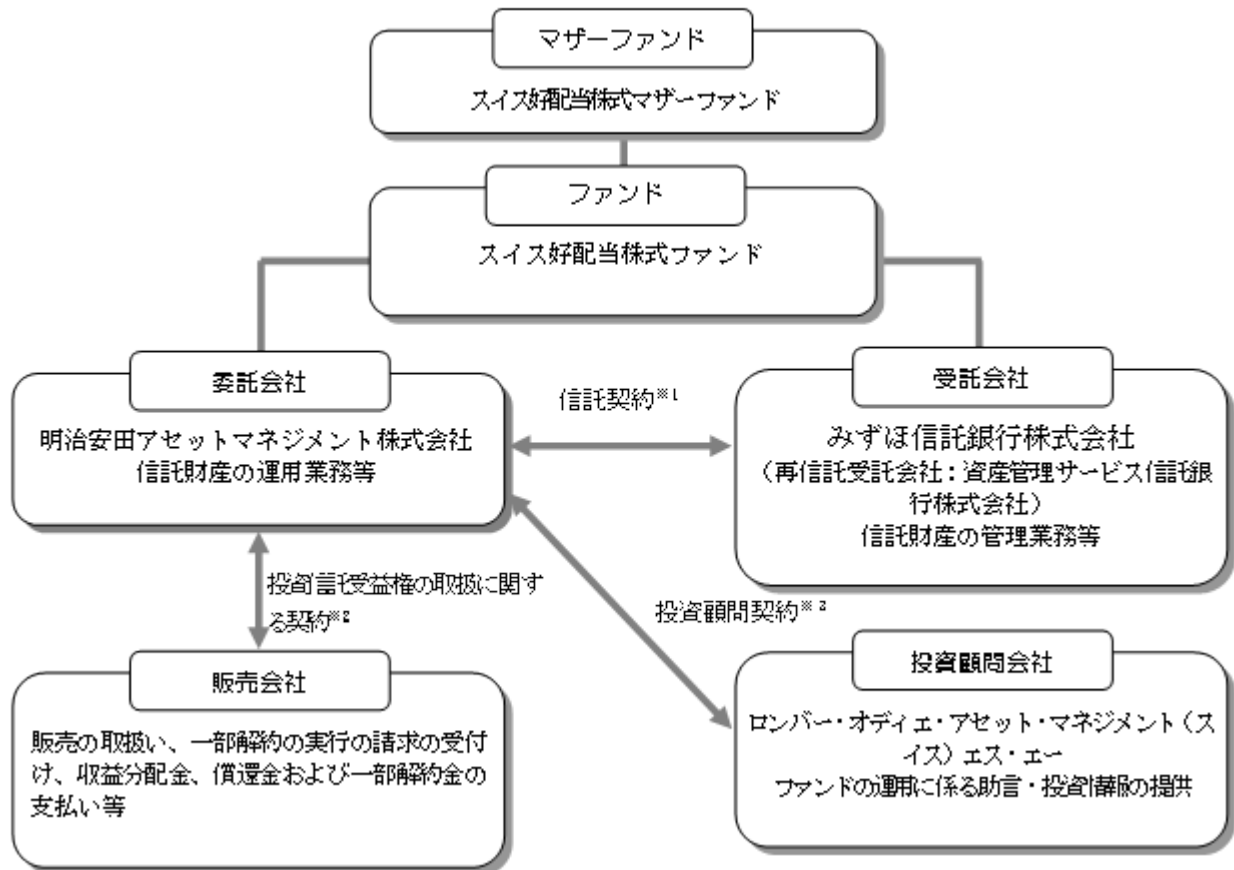 マザーファンド
スイス好配当株式マザーファンド
ファンド
スイス好配当株式ファンド
委託会社
明治安田アセットマネジメント株式会社
信託財産の運用業務等
信託契約※1
受託会社
みずほ信託銀行株式会社
（再信託受託会社：資産管理サービス信託銀
行株式会社）
信託財産の管理業務等
投資信託受益権の取扱に関す
る契約※2
投資顧問契約※3
販売会社
販売の取扱い、一部解約の実行の請求の受付
け、収益分配金、償還金および一部解約金の
支払い等
投資顧問会社
ロンバー・オディエ・アセット・マネジメント（ス
イス）エス・エー
ファンドの運用に係る助言・投資情報の提供